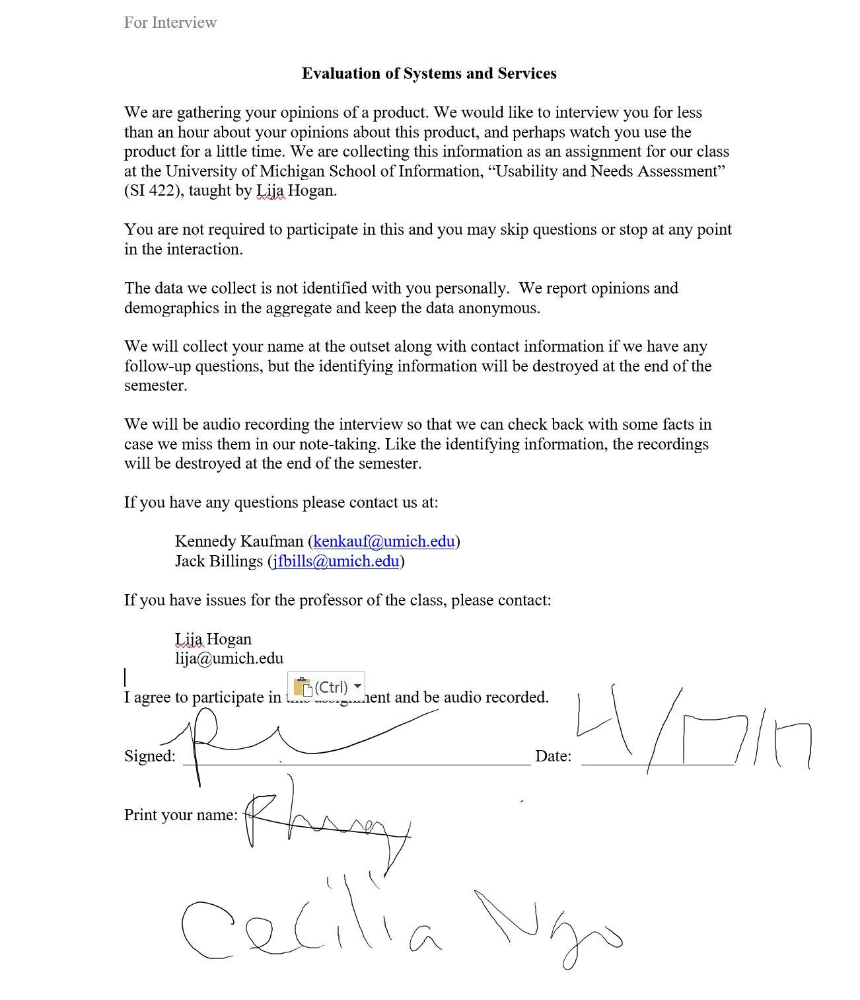 For Interview
Evaluation of Systems and Services
We are gathering your opinions of a product. We would like to interview you for less
than an hour about your opinions about this product, and perhaps watch you use the
product for a little time. We are collecting this information as an assignment for our class
at the University of Michigan School of Information, “Usability and Needs Assessment”
(SI 422), taught by Lija Hogan.
You are not required to participate in this and you may skip questions or stop at any point
in the interaction.
The data we collect is not identified with you personally.  We report opinions and
demographics in the aggregate and keep the data anonymous.
We will collect your name at the outset along with contact information if we have any
follow-up questions, but the identifying information will be destroyed at the end of the
semester.
We will be audio recording the interview so that we can check back with some facts in
case we miss them in our note-taking. Like the identifying information, the recordings
will be destroyed at the end of the semester.
If you have any questions please contact us at:
Kennedy Kaufman (kenkauf@umich.edu)
Jack Billings (jfbills@umich.edu)
If you have issues for the professor of the class, please contact:
Lija Hogan
lija@umich.edu
(Ctrl)
I agree to participate in this assignment and be audio recorded.
Signed: Date: 4/17/17
Print your name:
Cecilia Ngo